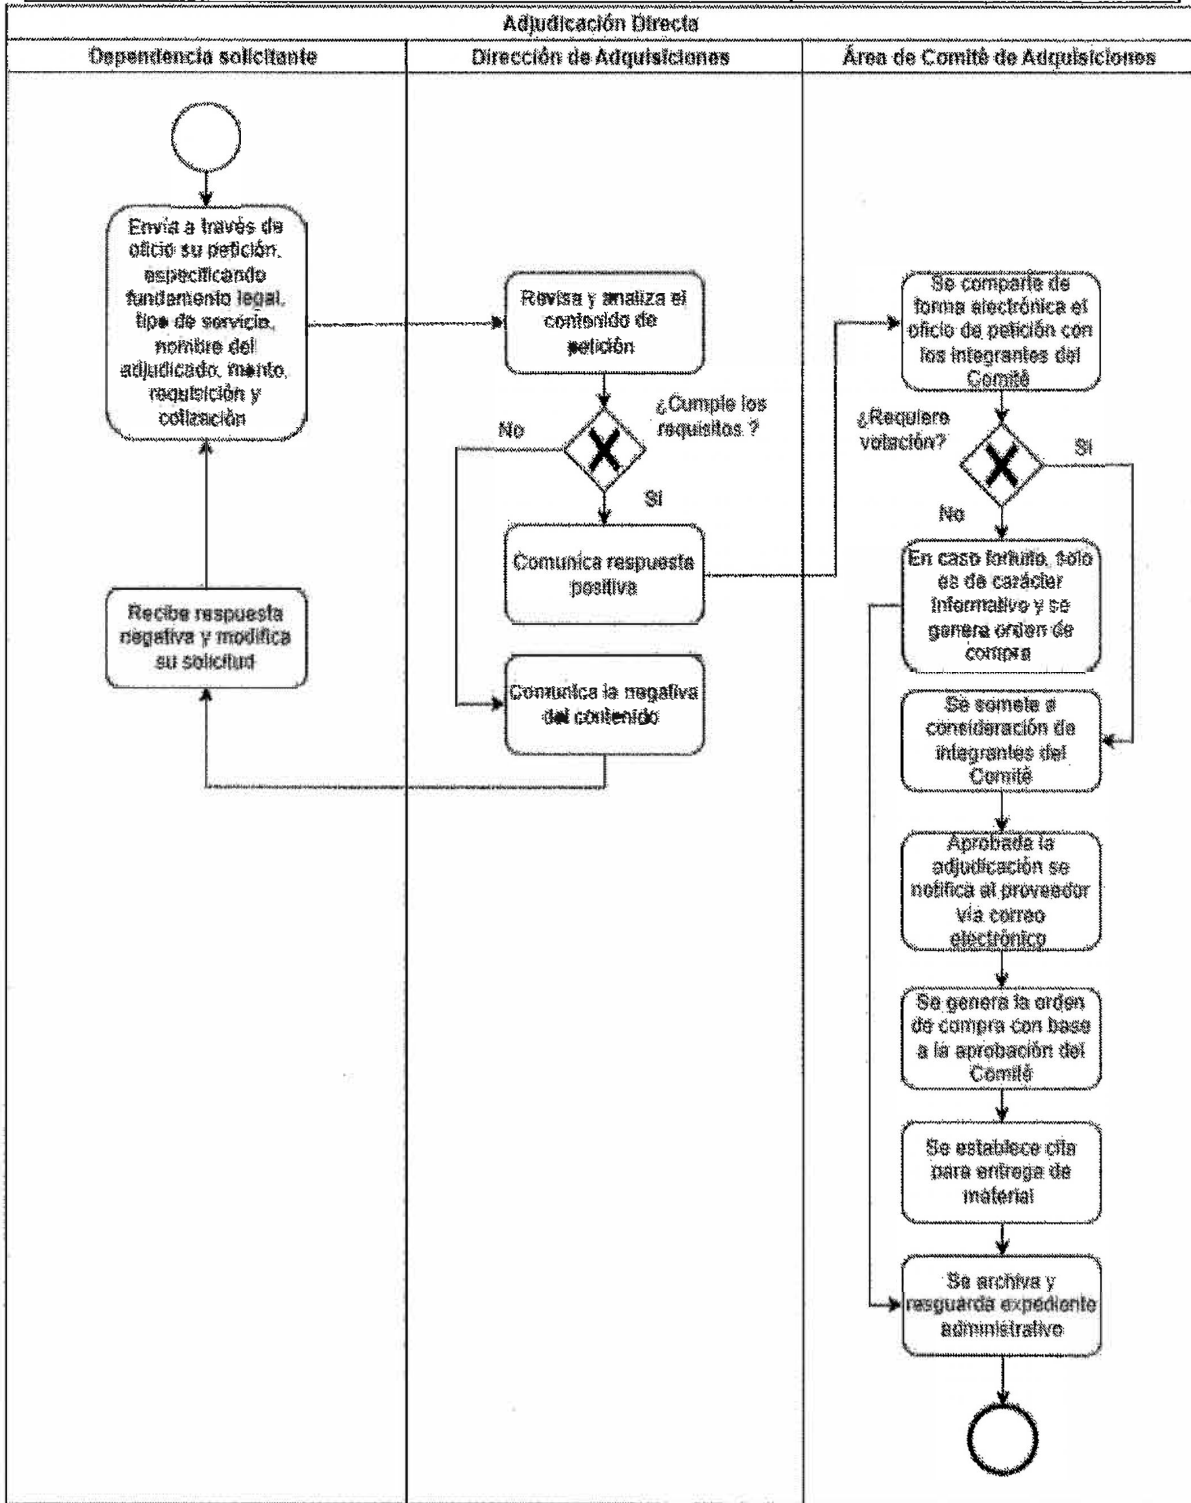 Adjudicación Directa
Dependencia solicitante
Dirección de Adquisiciones
Área de Comité de Adquisiciones
Envía a través de
oficio su petición,
especificando
fundamento legal,
tipo de servicio,
nombre del
adjudicado, monto,
requisición y
cotización
Recibe respuesta
negativa y modifica
su solicitud
Revisa y analiza el
contenido de
petición
¿Cumple los
requisitos ?
No
Si
Comunica respuesta
positiva
Comunica la negativa
del contenido
Se comparte de
forma electrónica el
oficio de petición con
los integrantes del
Comité
¿Requiere
votación?
Si
No
En caso fortuito, solo
es de carácter
informativo y se
genera orden de
compra
Se somete a
consideración de
integrantes del
Comité
Aprobada la
adjudicación se
notifica al proveedor
vía correo
electrónico
Se genera la orden
de compra con base
a la aprobación del
Comité
Se establece cita
para entrega de
material
Se archiva y
resguarda expediente
administrativo